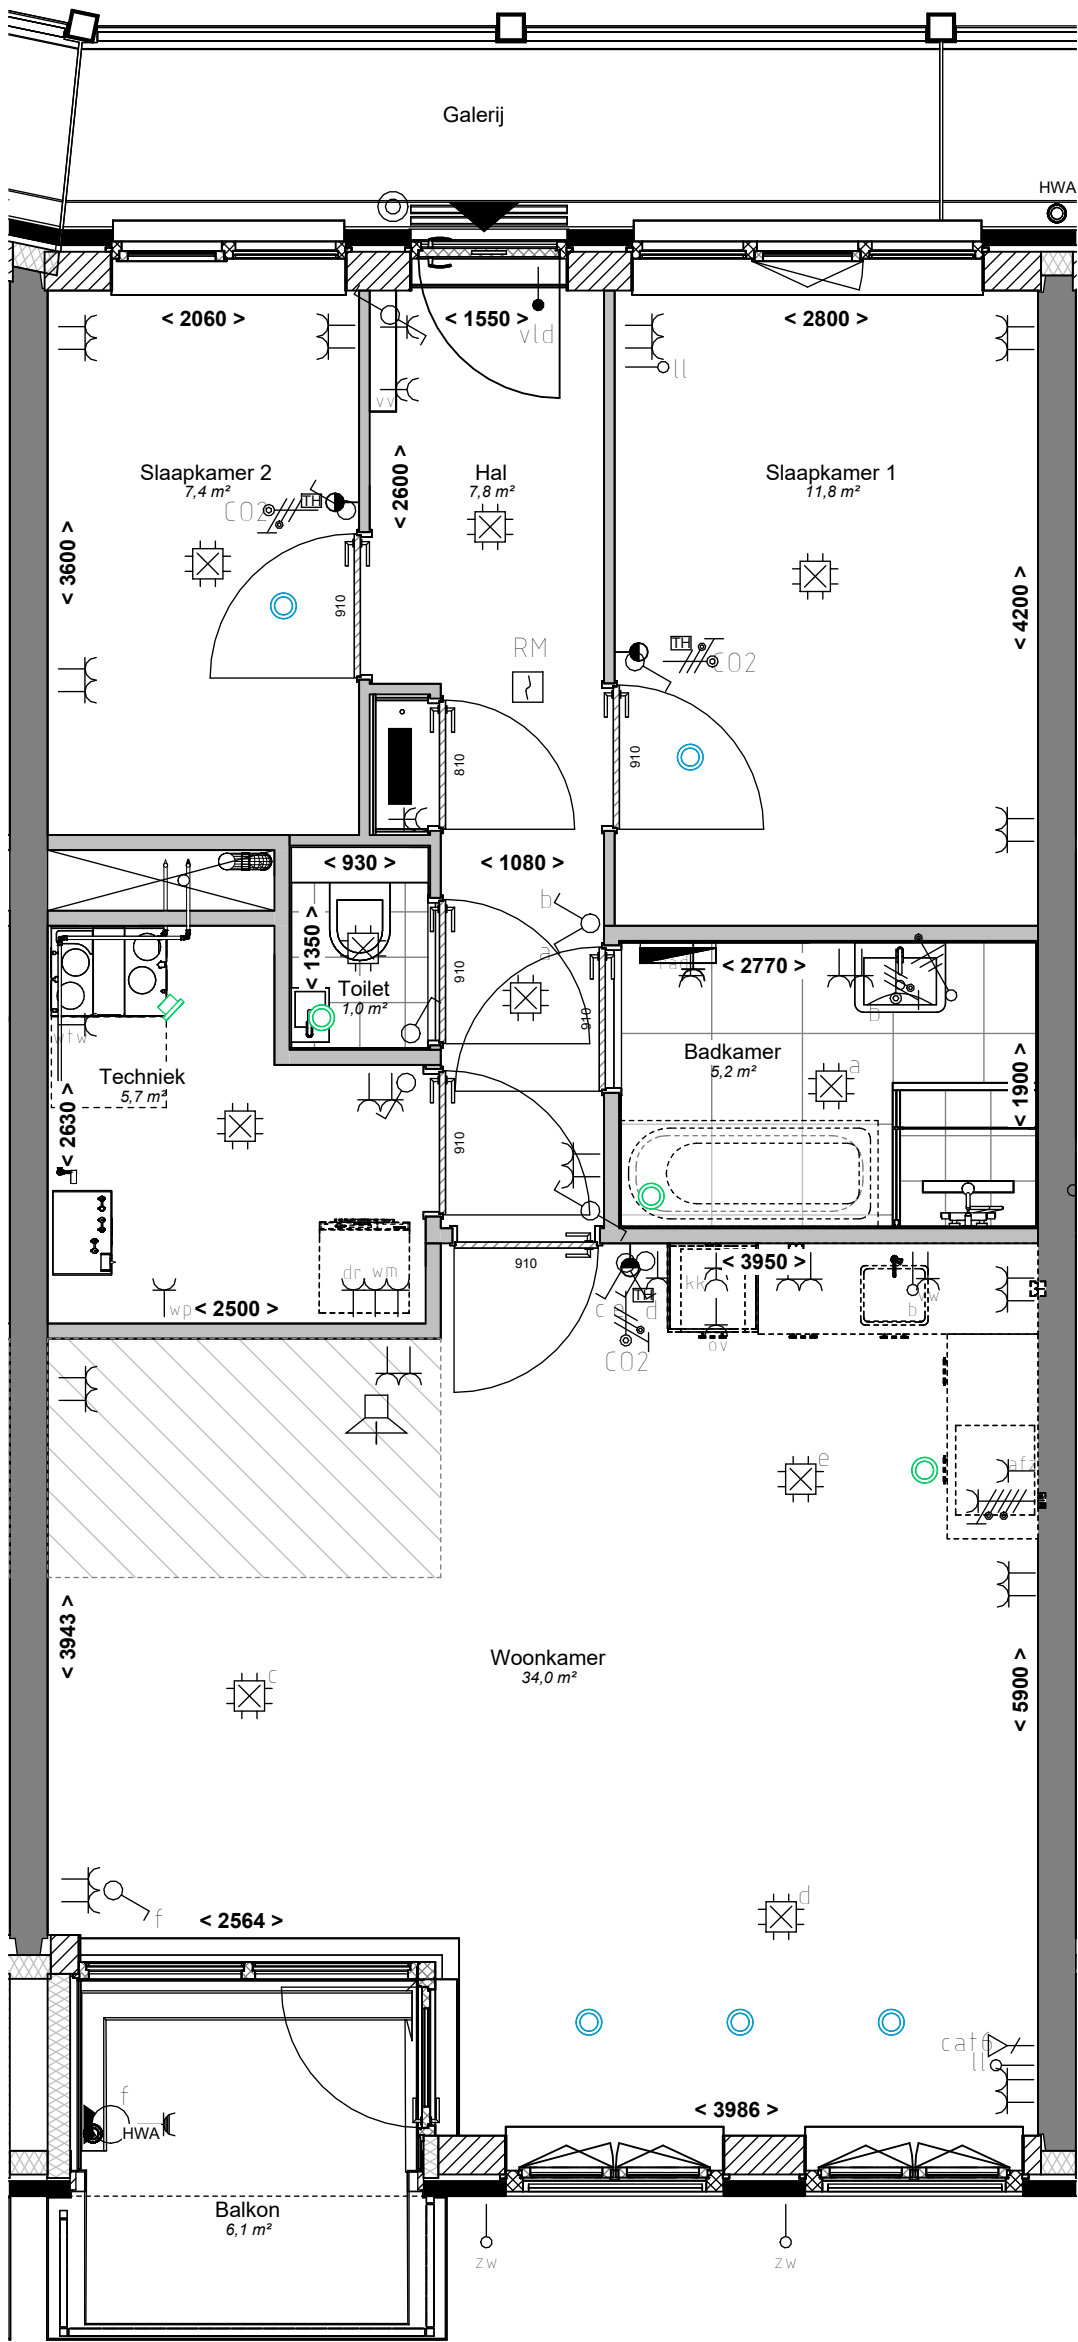 Galerij
HWA
< 2060 >
< 1550 >
< 2800 >
vld
ll
vv
Slaapkamer 2
7,4 m²
Hal
7,8 m²
Slaapkamer 1
11,8 m²
< 2600 >
CO2
TH
< 3600 >
< 4200 >
910
RM
TH
CO2
810
910
< 930 >
< 1080 >
b
a
< 1350 >
910
< 2770 >
Toilet
1,0 m²
910
wtw
Badkamer
5,2 m²
a
Techniek
5,7 m²
< 2630 >
< 1900 >
910
910
< 3950 >
dr
wm
kk
wp
< 2500 >
TH
d
b
vw
ov
CO2
e
afz
< 3943 >
Woonkamer
34,0 m²
< 5900 >
c
d
f
< 2564 >
cat6
ll
f
HWA
< 3986 >
Balkon
6,1 m²
zw
zw